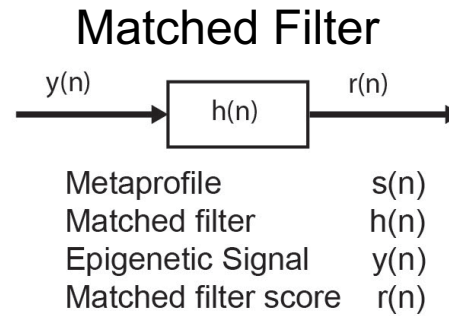 Matched Filter
y(n)
h(n)
r(n)
Metaprofile s(n)
Matched filter h(n)
Epigenetic Signal y(n)
Matched filter score r(n)